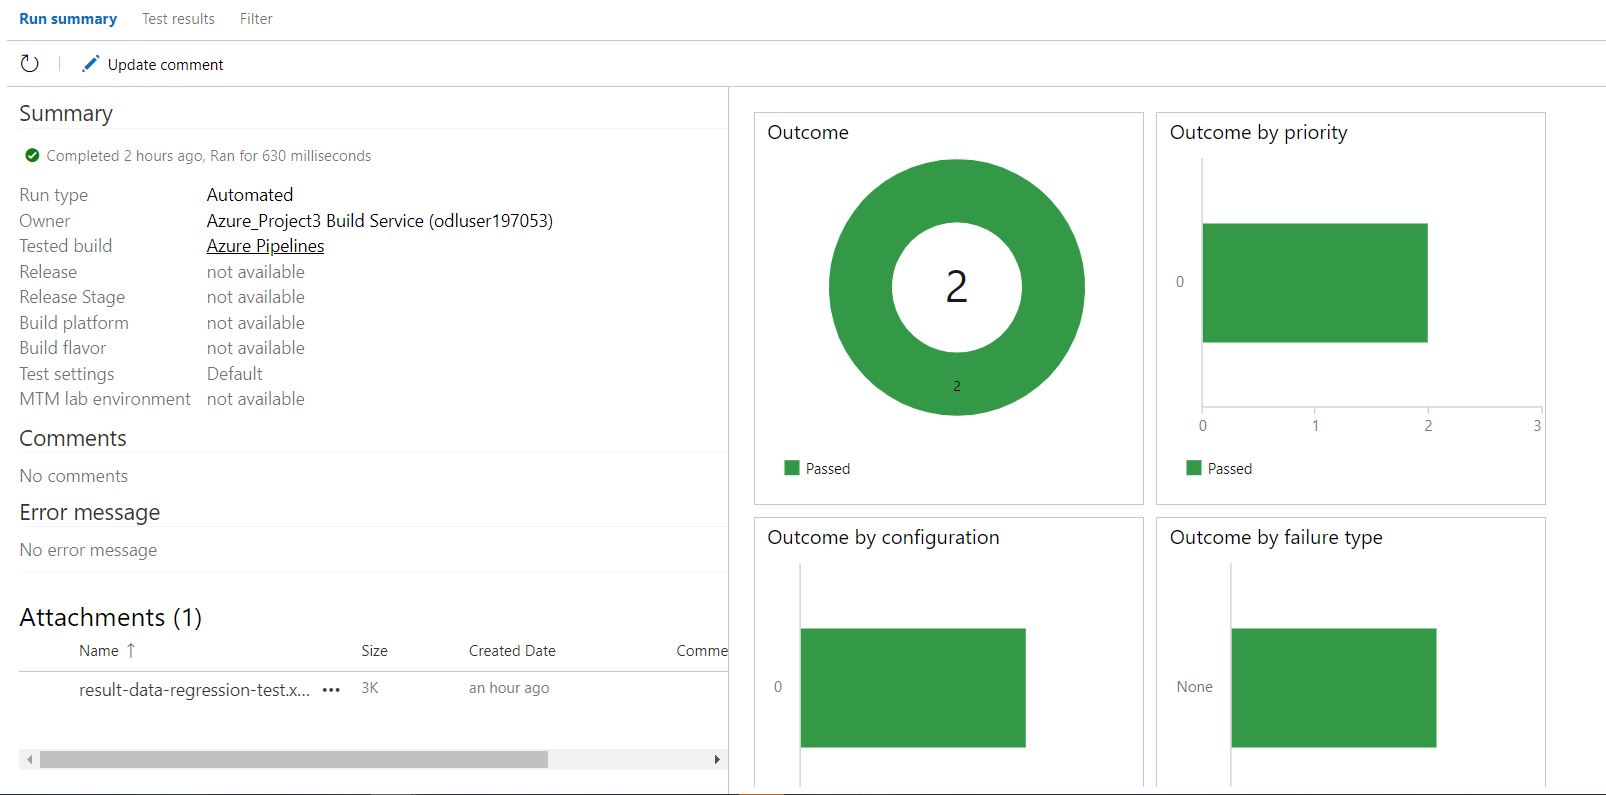 Run summary Test results Filter
Update comment
Summary
Completed 2 hours ago, Ran for 630 milliseconds
Run type Automated
Owner Azure_Project3 Build Service (odluser197053)
Tested build Azure Pipelines
Release not available
Release Stage not available
Build platform not available
Build flavor not available
Test settings Default
MTM lab environment not available
Comments
No comments
Error message
No error message
Attachments (1)
Name ↑ Size Created Date Comme
result-data-regression-test.x... ... 3K an hour ago
Outcome
2
2
Passed
Outcome by priority
0
0 1 2 3
Passed
Outcome by configuration
0
Outcome by failure type
None